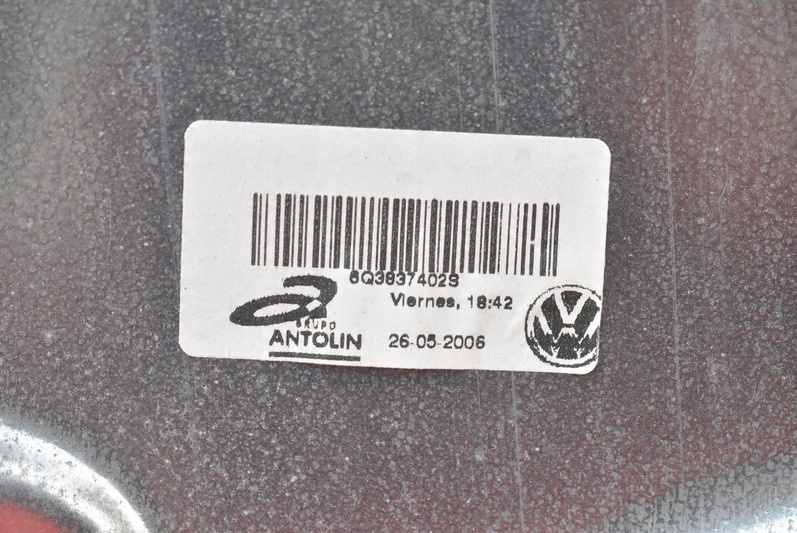 6Q3837402S
Viernes, 18:42
GRUPO
ANTOLIN
26-05-2006